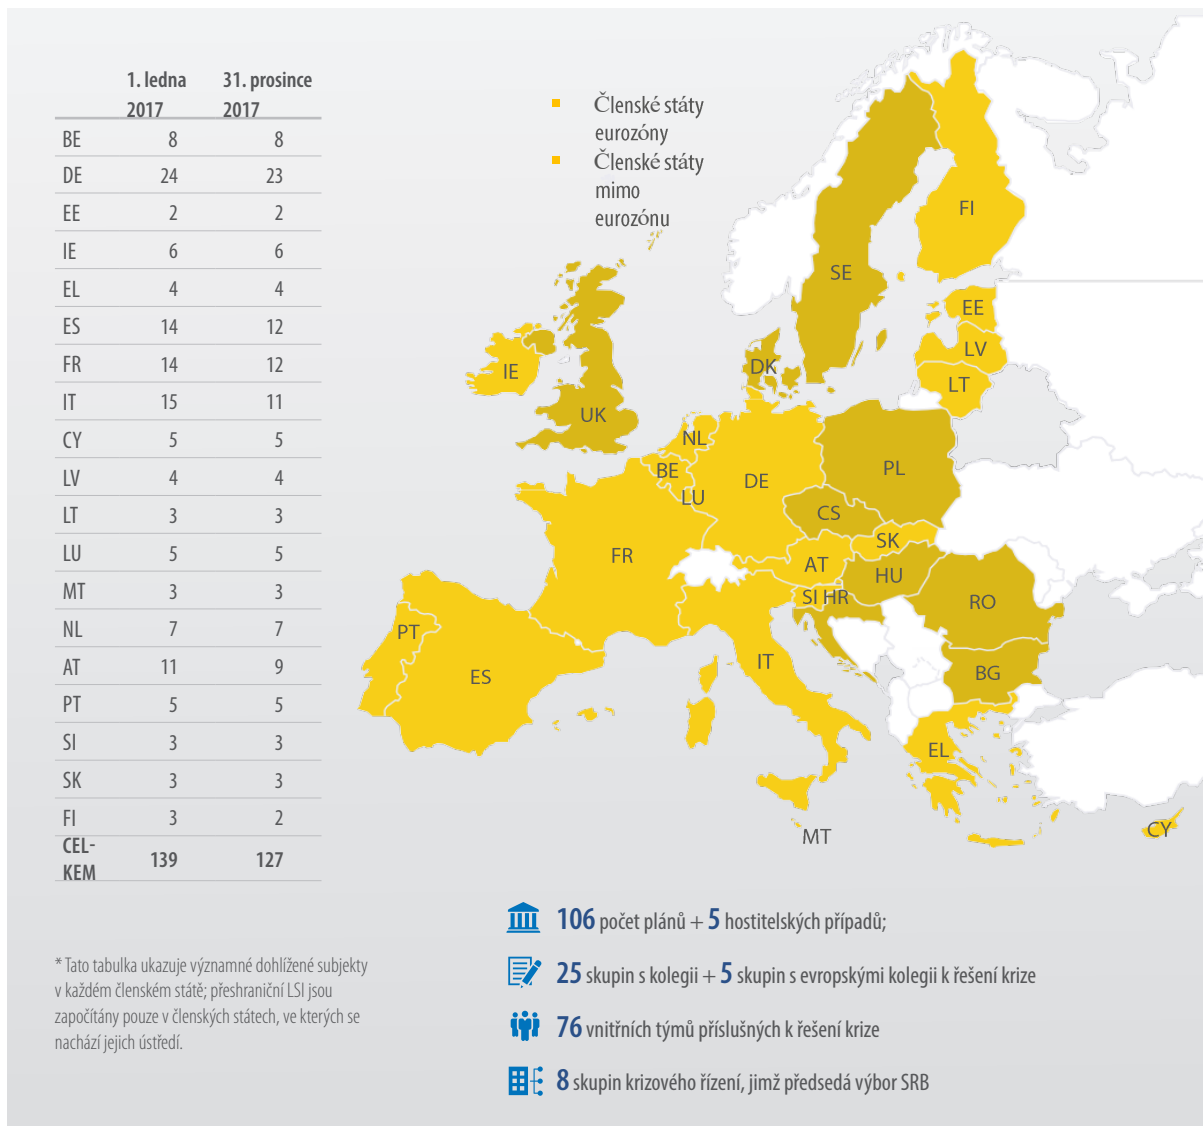 1. ledna 2017 31. prosince 2017
BE 8 8
DE 24 23
EE 2 2
IE 6 6
EL 4 4
ES 14 12
FR 14 12
IT 15 11
CY 5 5
LV 4 4
LT 3 3
LU 5 5
MT 3 3
NL 7 7
AT 11 9
PT 5 5
SI 3 3
SK 3 3
FI 3 2
CEL-
KEM 139 127
* Tato tabulka ukazuje významné dohlížené subjekty
v každém členském státě; přeshraniční LSI jsou
započítány pouze v členských státech, ve kterých se
nachází jejich ústředí.
Členské státy
eurozóny
Členské státy
mimo
eurozónu
FI
SE
EE
LV
LT
DK
IE
UK
NL
BE
LU
DE
PL
CS
SK
AT
HU
FR
SI HR
RO
PT
ES
IT
BG
EL
MT
CY
106 počet plánů + 5 hostitelských případů;
25 skupin s kolegii + 5 skupin s evropskými kolegii k řešení krize
76 vnitřních týmů příslušných k řešení krize
8 skupin krizového řízení, jimž předsedá výbor SRB